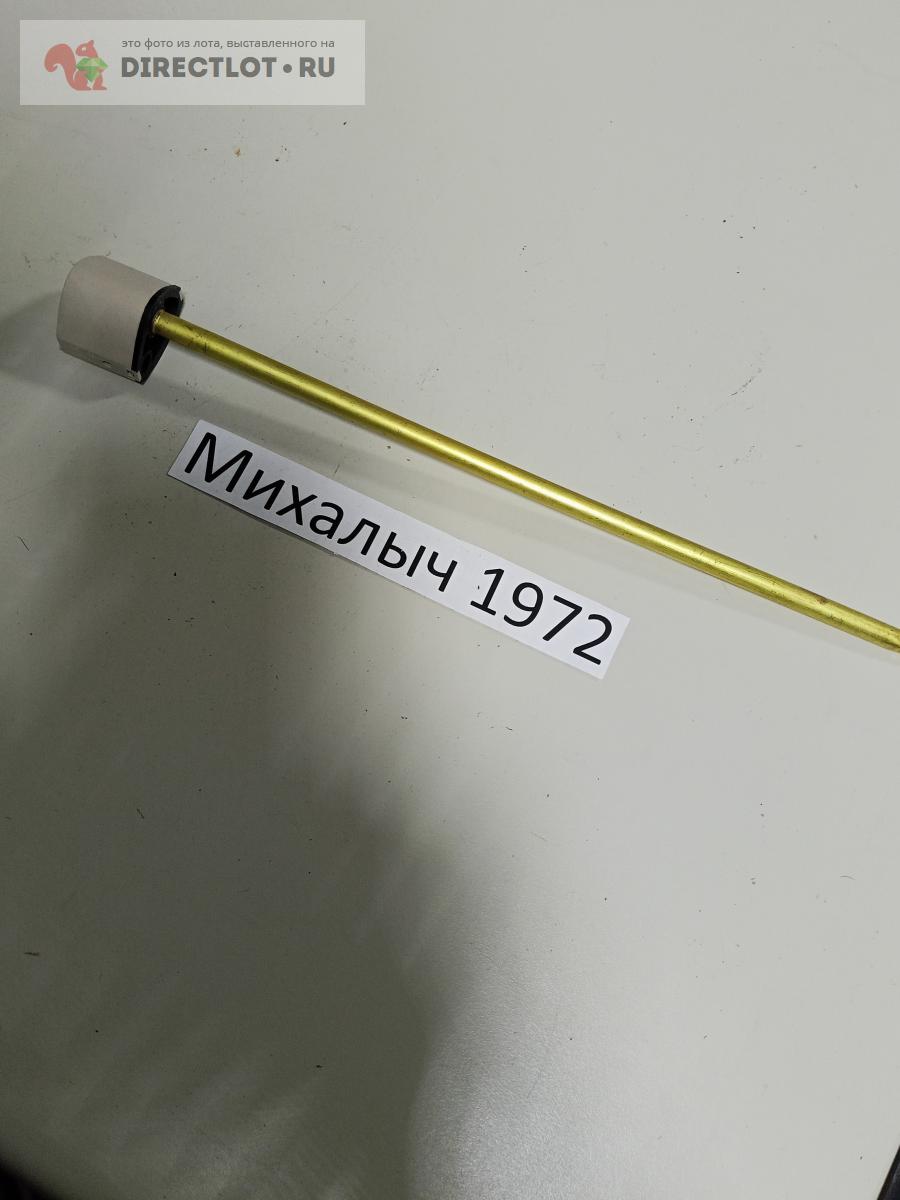 это фото из лота, выставленного на
DIRECTLOT•RU
Михалыч 1972